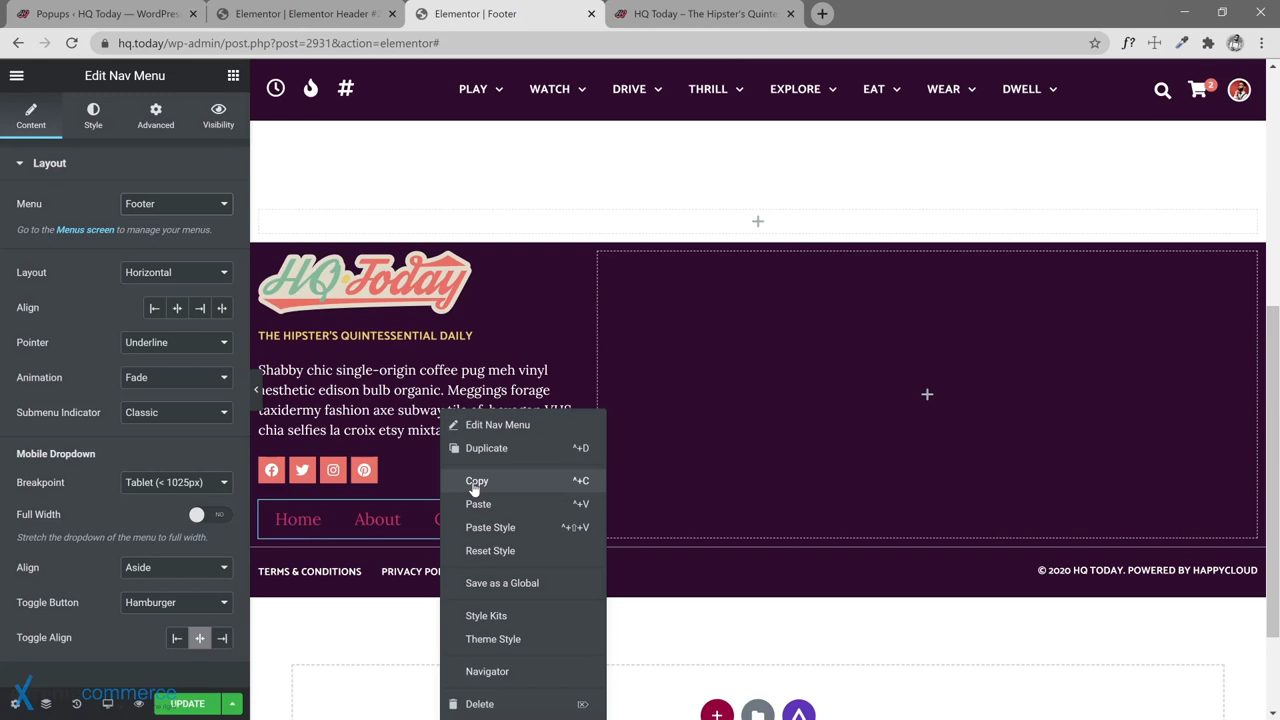 Popups ‹ HQ Today — WordPres
Elementor | Elementor Header #2
Elementor | Footer
HQ Today – The Hipster's Quinte
hq.today/wp-admin/post.php?post=2931&action=elementor#
Edit Nav Menu
Content
Style
Advanced
Visibility
PLAY
WATCH
DRIVE
THRILL
EXPLORE
EAT
WEAR
DWELL
2
Layout
Menu
Footer
Go to the Menus screen to manage your menus.
Layout
Horizontal
Align
Pointer
Underline
Animation
Fade
Submenu Indicator
Classic
Mobile Dropdown
Breakpoint
Tablet (< 1025px)
Full Width
NO
Stretch the dropdown of the menu to full width.
Align
Aside
Toggle Button
Hamburger
Toggle Align
commerce
UPDATE
HQ Today
THE HIPSTER'S QUINTESSENTIAL DAILY
Shabby chic single-origin coffee pug meh vinyl
aesthetic edison bulb organic. Meggings forage
taxidermy fashion axe subway tile
chia selfies la croix etsy mixta
Home
About
Edit Nav Menu
Duplicate ^+D
Copy ^+C
Paste ^+V
Paste Style ^+⇧+V
Reset Style
Save as a Global
Style Kits
Theme Style
Navigator
Delete
TERMS & CONDITIONS
PRIVACY POL
© 2020 HQ TODAY. POWERED BY HAPPYCLOUD